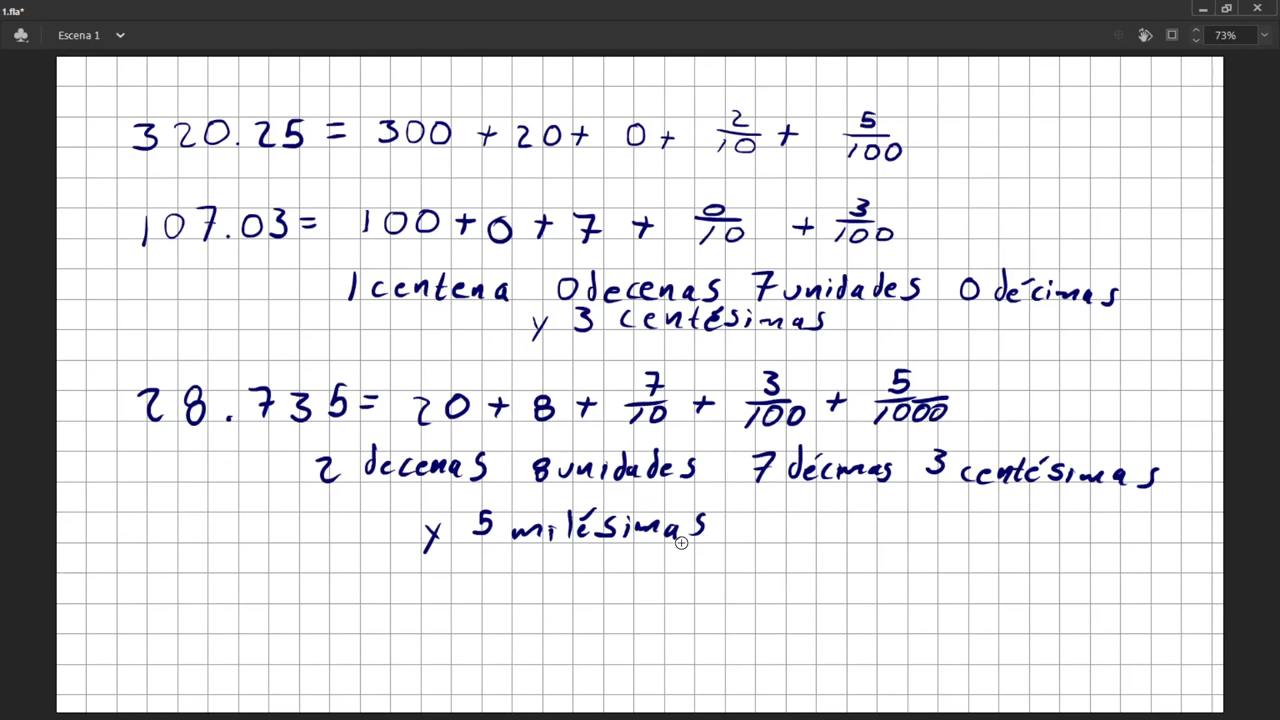 1.fla*
Escena 1
73%
320.25 = 300 + 20 + 0 + 2/10 + 5/100
107.03 = 100 + 0 + 7 + 0/10 + 3/100
1 centena 0 decenas 7 unidades 0 décimas
y 3 centésimas
28.735 = 20 + 8 + 7/10 + 3/100 + 5/1000
2 decenas 8 unidades 7 décimas 3 centésimas
y 5 milésimas